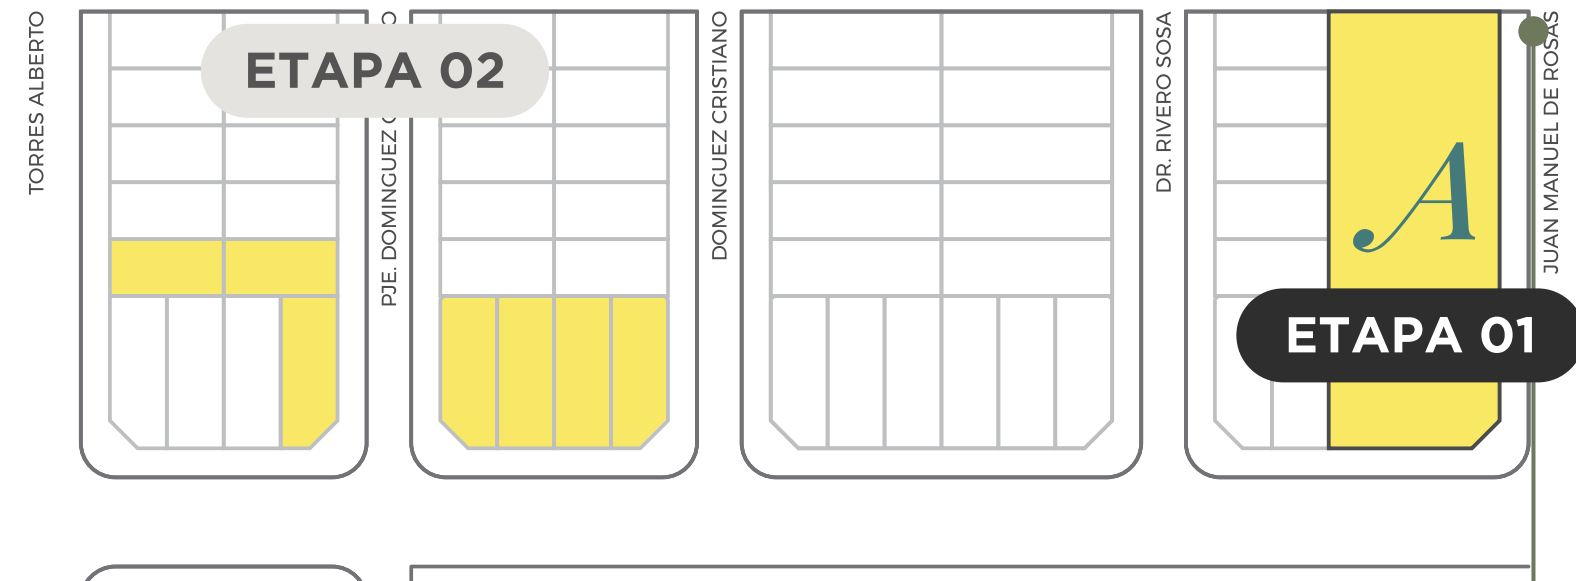 TORRES ALBERTO
ETAPA 02
PJE. DOMINGUEZ
DOMINGUEZ CRISTIANO
DR. RIVERO SOSA
JUAN MANUEL DE ROSAS
A
ETAPA 01